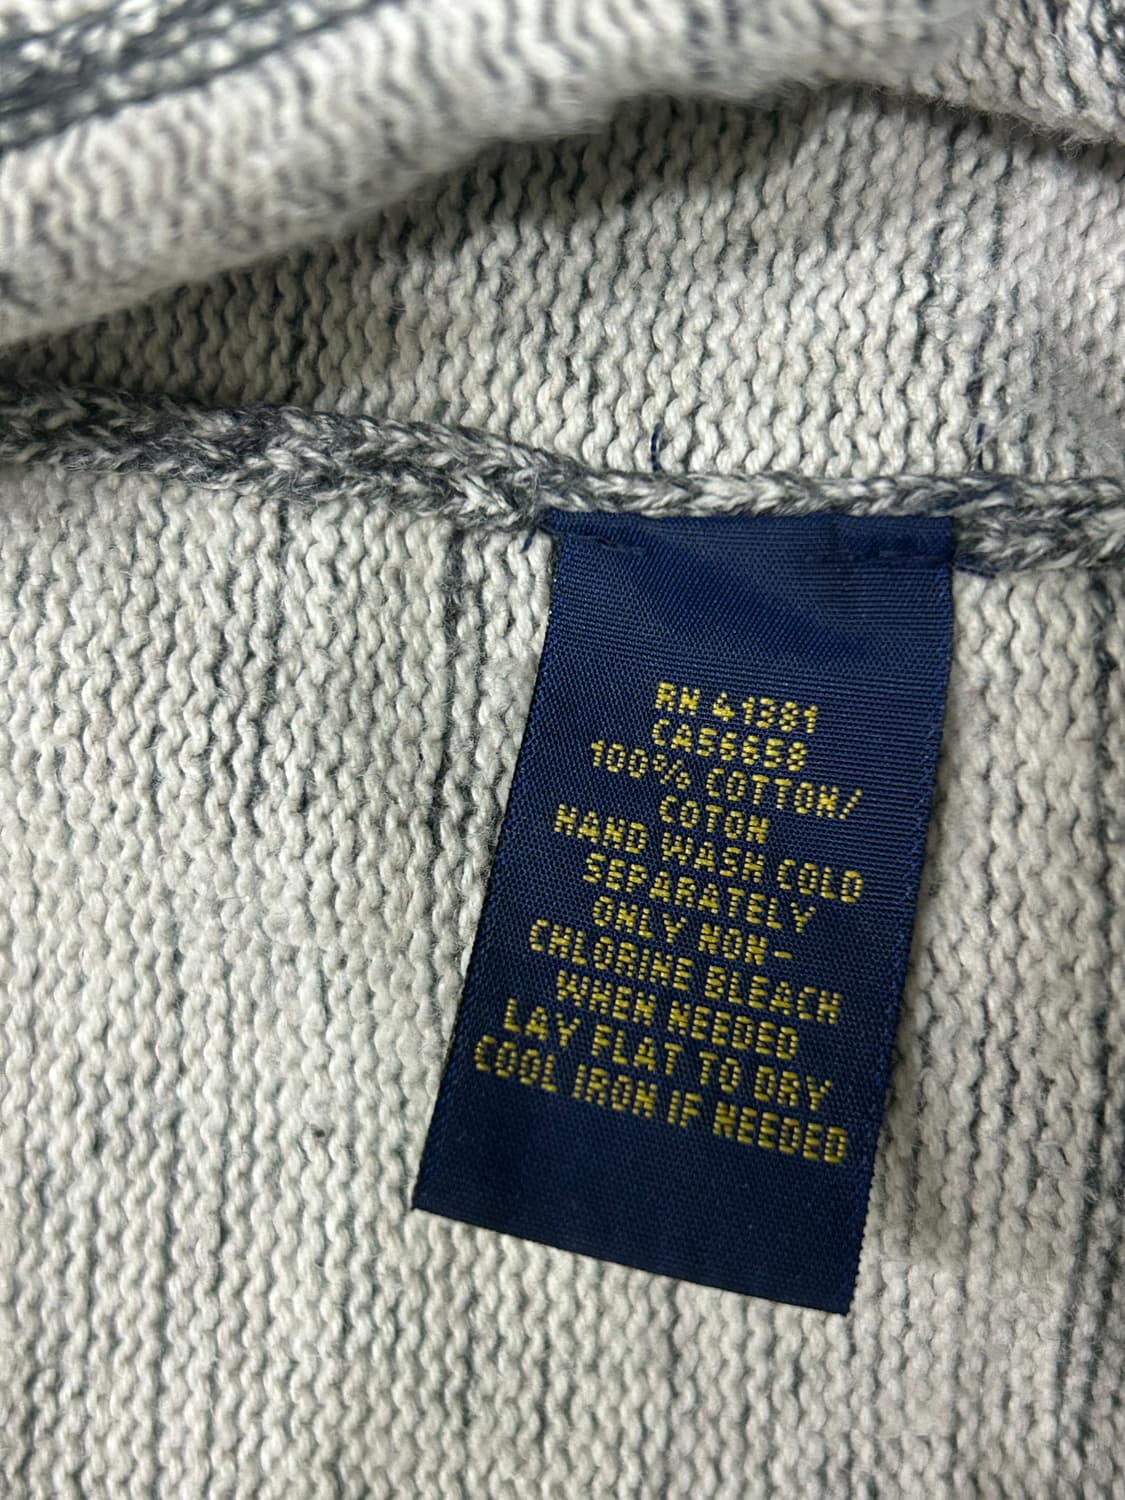 RN 41381
CA56858
100% COTTON/
COTON
HAND WASH COLD
SEPARATELY
ONLY NON-
CHLORINE BLEACH
WHEN NEEDED
LAY FLAT TO DRY
COOL IRON IF NEEDED